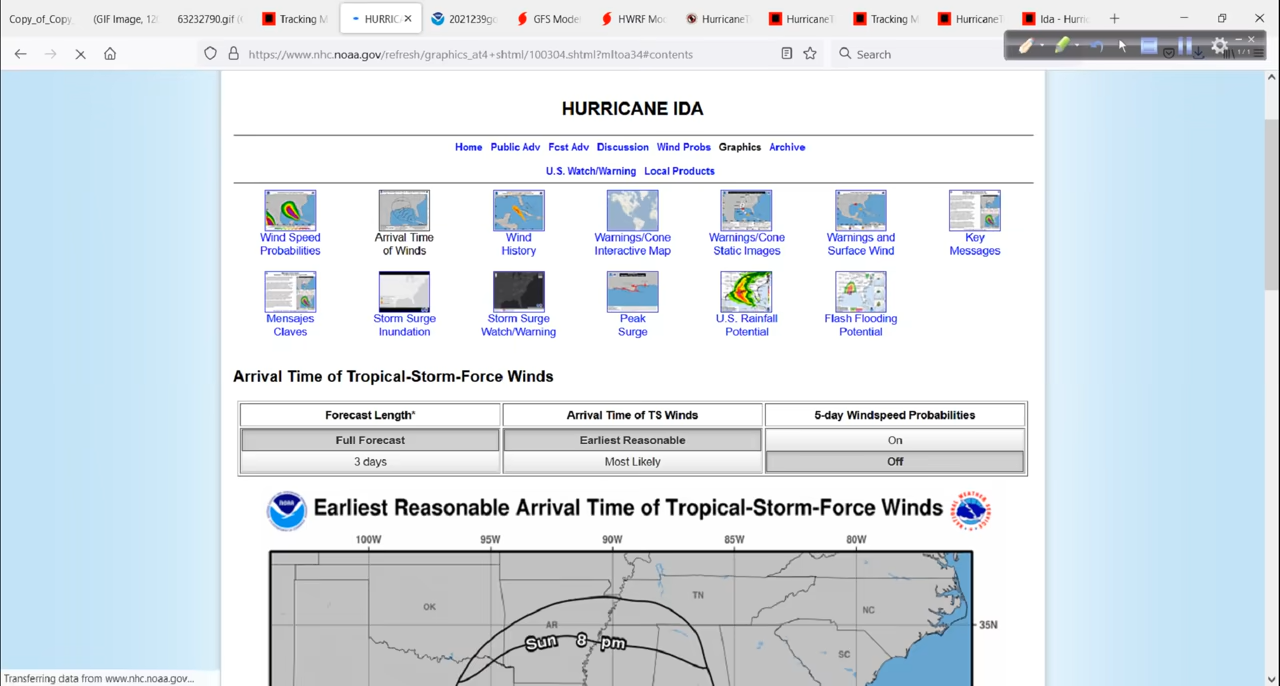 Copy_of_Copy_
(GIF Image, 12
63232790.gif (
Tracking M
HURRIC
2021239g
GFS Mode
HWRF Mo
HurricaneT
HurricaneT
Tracking M
HurricaneT
Ida - Hurri
https://www.nhc.noaa.gov/refresh/graphics_at4+shtml/100304.shtml?mltoa34#contents
Search
1/1
HURRICANE IDA
Home Public Adv Fcst Adv Discussion Wind Probs Graphics Archive
U.S. Watch/Warning Local Products
Wind Speed
Probabilities
Arrival Time
of Winds
Wind
History
Warnings/Cone
Interactive Map
Warnings/Cone
Static Images
Warnings and
Surface Wind
Key
Messages
Mensajes
Claves
Storm Surge
Inundation
Storm Surge
Watch/Warning
Peak
Surge
U.S. Rainfall
Potential
Flash Flooding
Potential
Arrival Time of Tropical-Storm-Force Winds
Forecast Length* Arrival Time of TS Winds 5-day Windspeed Probabilities
Full Forecast Earliest Reasonable On
3 days Most Likely Off
NOAA
Earliest Reasonable Arrival Time of Tropical-Storm-Force Winds
100W 95W 90W 85W 80W
OK
AR
TN
NC
SC
35N
Sun 8 pm
Transferring data from www.nhc.noaa.gov...